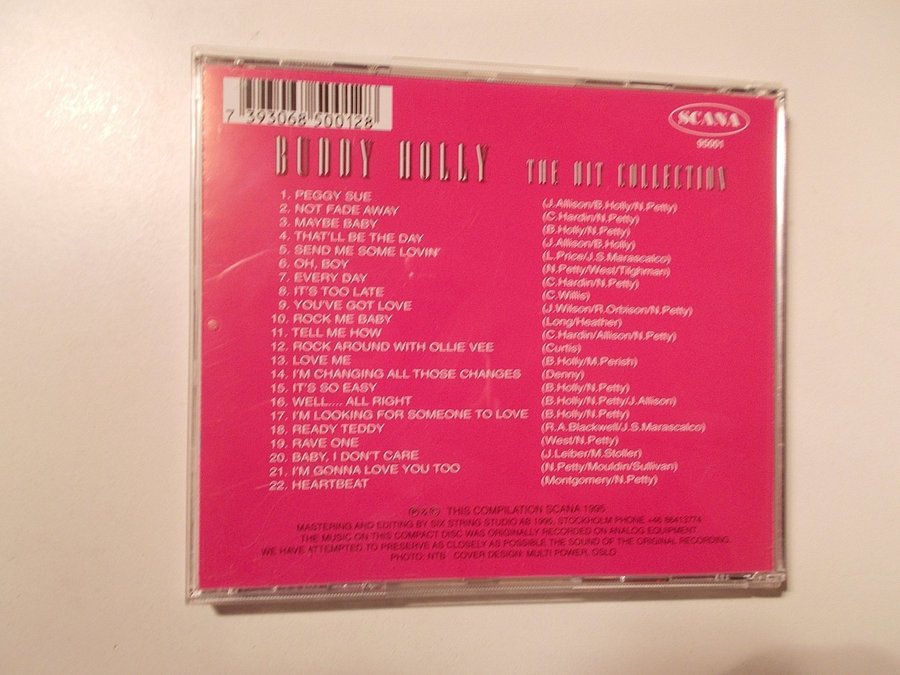 7 393068 500128
SCANA
95001
BUDDY HOLLY THE HIT COLLECTION
1. PEGGY SUE (J.Allison/B.Holly/N.Petty)
2. NOT FADE AWAY (C.Hardin/N.Petty)
3. MAYBE BABY (B.Holly/N.Petty)
4. THAT'LL BE THE DAY (J.Allison/B.Holly)
5. SEND ME SOME LOVIN' (L.Price/J.S.Marascalco)
6. OH, BOY (N.Petty/West/Tilghman)
7. EVERY DAY (C.Hardin/N.Petty)
8. IT'S TOO LATE (C.Willis)
9. YOU'VE GOT LOVE (J.Wilson/R.Orbison/N.Petty)
10. ROCK ME BABY (Long/Heather)
11. TELL ME HOW (C.Hardin/Allison/N.Petty)
12. ROCK AROUND WITH OLLIE VEE (Curtis)
13. LOVE ME (B.Holly/M.Perish)
14. I'M CHANGING ALL THOSE CHANGES (Denny)
15. IT'S SO EASY (B.Holly/N.Petty)
16. WELL.... ALL RIGHT (B.Holly/N.Petty/J.Allison)
17. I'M LOOKING FOR SOMEONE TO LOVE (B.Holly/N.Petty)
18. READY TEDDY (R.A.Blackwell/J.S.Marascalco)
19. RAVE ONE (West/N.Petty)
20. BABY, I DON'T CARE (J.Leiber/M.Stoller)
21. I'M GONNA LOVE YOU TOO (N.Petty/Mouldin/Sullivan)
22. HEARTBEAT (Montgomery/N.Petty)
℗&© THIS COMPILATION SCANA 1995
MASTERING AND EDITING BY SIX STRING STUDIO AB 1995, STOCKHOLM PHONE +46 86413774
THE MUSIC ON THIS COMPACT DISC WAS ORIGINALLY RECORDED ON ANALOG EQUIPMENT.
WE HAVE ATTEMPTED TO PRESERVE AS CLOSELY AS POSSIBLE THE SOUND OF THE ORIGINAL RECORDING.
PHOTO: NTB COVER DESIGN: MULTI POWER, OSLO